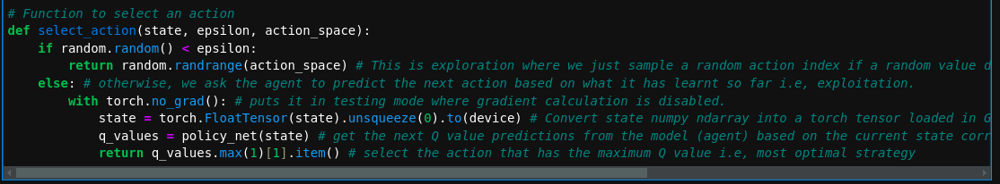 # Function to select an action
def select_action(state, epsilon, action_space):
    if random.random() < epsilon:
        return random.randrange(action_space) # This is exploration where we just sample a random action index if a random value d
    else: # otherwise, we ask the agent to predict the next action based on what it has learnt so far i.e, exploitation.
        with torch.no_grad(): # puts it in testing mode where gradient calculation is disabled.
            state = torch.FloatTensor(state).unsqueeze(0).to(device) # Convert state numpy ndarray into a torch tensor loaded in G
            q_values = policy_net(state) # get the next Q value predictions from the model (agent) based on the current state corr
            return q_values.max(1)[1].item() # select the action that has the maximum Q value i.e, most optimal strategy